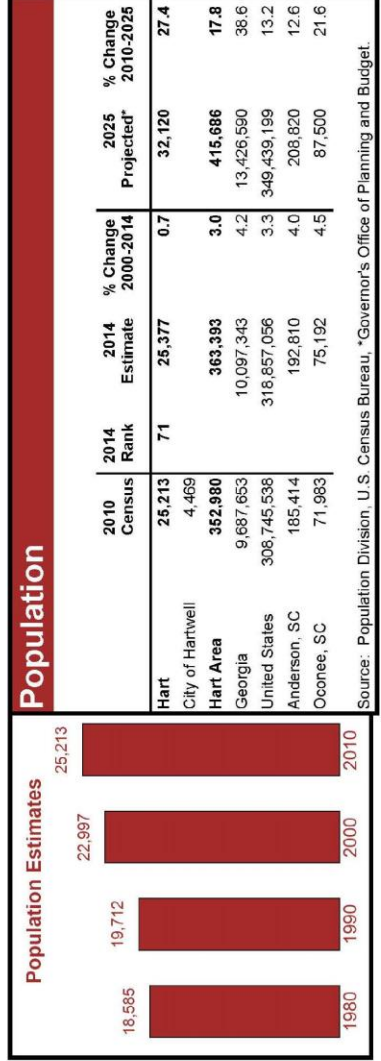 Population Estimates
18,585 19,712 22,997 25,213
1980 1990 2000 2010
Population
2010 Census 2014 Rank 2014 Estimate % Change 2000-2014 2025 Projected* % Change 2010-2025
Hart 25,213 71 25,377 0.7 32,120 27.4
City of Hartwell 4,469
Hart Area 352,980 363,393 3.0 415,686 17.8
Georgia 9,687,653 10,097,343 4.2 13,426,590 38.6
United States 308,745,538 318,857,056 3.3 349,439,199 13.2
Anderson, SC 185,414 192,810 4.0 208,820 12.6
Oconee, SC 71,983 75,192 4.5 87,500 21.6
Source: Population Division, U.S. Census Bureau, *Governor's Office of Planning and Budget.